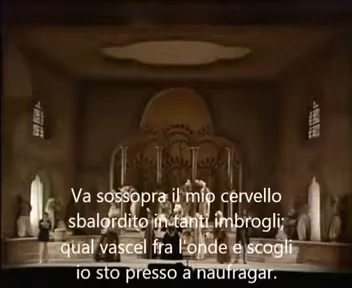 Va sossopra il mio cervello
sbalordito in tanti imbrogli;
qual vascel fra l'onde e scogli
io sto presso a naufragar.